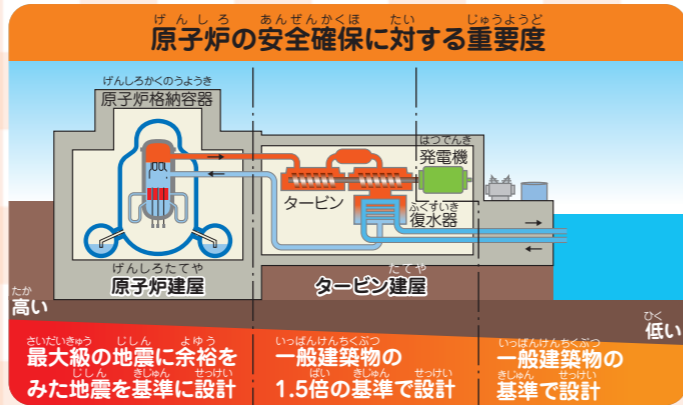 げんしろ あんぜんかくほ たい じゅうようど
原子炉の安全確保に対する重要度
げんしろかくのうようき
原子炉格納容器
はつでんき
発電機
タービン
ふくすいき
復水器
げんしろたてや
原子炉建屋
たてや
タービン建屋
たか
高い
ひく
低い
さいだいきゅう じしん よゆう
最大級の地震に余裕を
じしん きじゅん せっけい
みた地震を基準に設計
いっぱんけんちくぶつ
一般建築物の
ばい きじゅん せっけい
1.5倍の基準で設計
いっぱんけんちくぶつ
一般建築物の
きじゅん せっけい
基準で設計